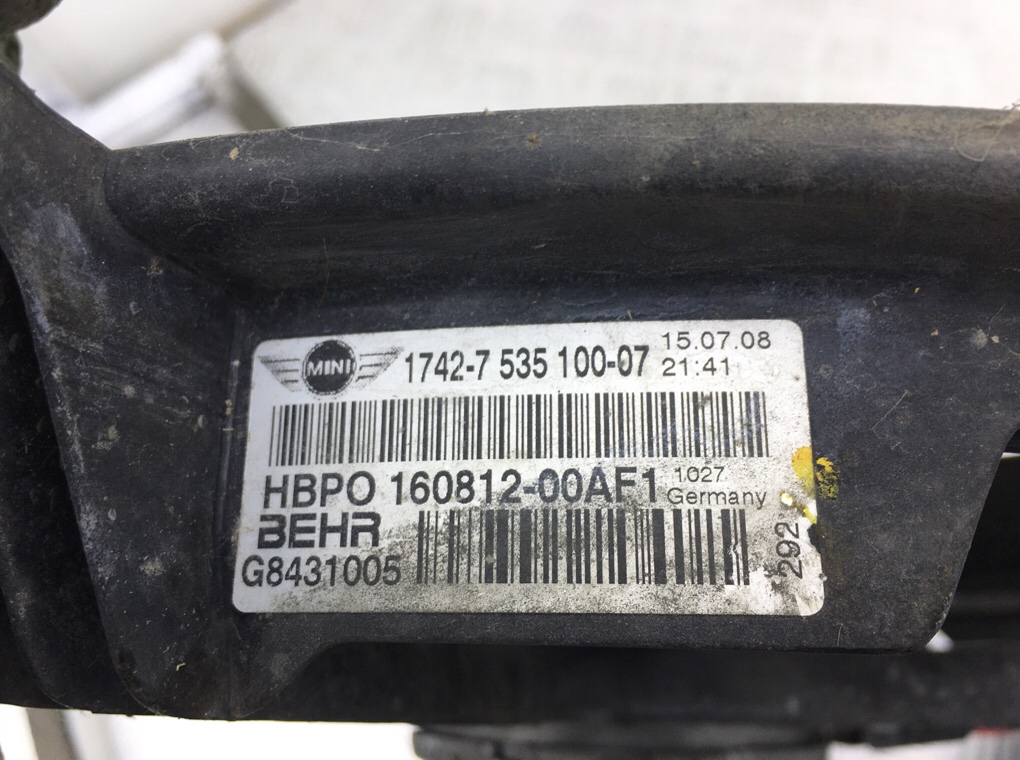 MINI 1742-7 535 100-07 15.07.08
21:41
HBPO 160812-00AF1 1027
Germany
BEHR
G8431005
292